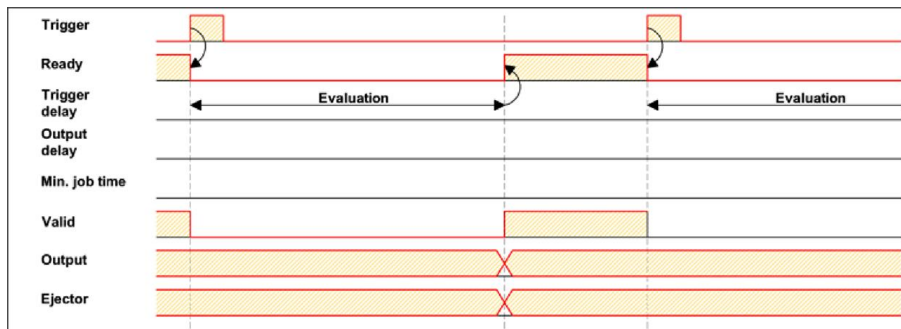 Trigger
Ready
Trigger
delay
Evaluation
Evaluation
Output
delay
Min. job time
Valid
Output
Ejector